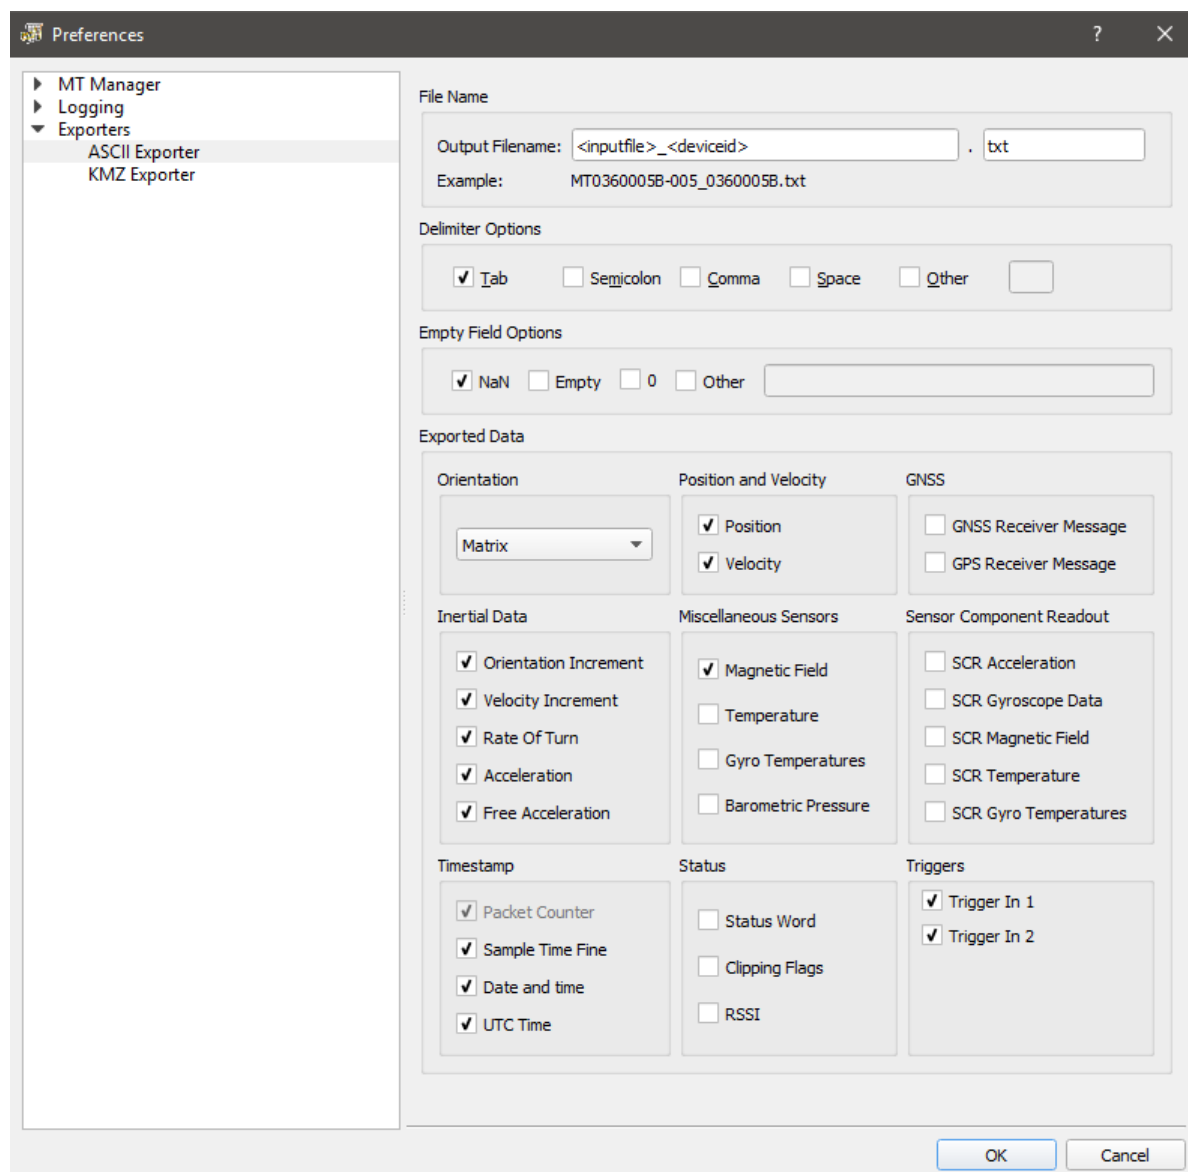 Preferences
?
MT Manager
Logging
Exporters
ASCII Exporter
KMZ Exporter
File Name
Output Filename: <inputfile>_<deviceid> . txt
Example: MT0360005B-005_0360005B.txt
Delimiter Options
Tab Semicolon Comma Space Other
Empty Field Options
NaN Empty 0 Other
Exported Data
Orientation
Matrix
Position and Velocity
Position
Velocity
GNSS
GNSS Receiver Message
GPS Receiver Message
Inertial Data
Orientation Increment
Velocity Increment
Rate Of Turn
Acceleration
Free Acceleration
Miscellaneous Sensors
Magnetic Field
Temperature
Gyro Temperatures
Barometric Pressure
Sensor Component Readout
SCR Acceleration
SCR Gyroscope Data
SCR Magnetic Field
SCR Temperature
SCR Gyro Temperatures
Timestamp
Packet Counter
Sample Time Fine
Date and time
UTC Time
Status
Status Word
Clipping Flags
RSSI
Triggers
Trigger In 1
Trigger In 2
OK Cancel